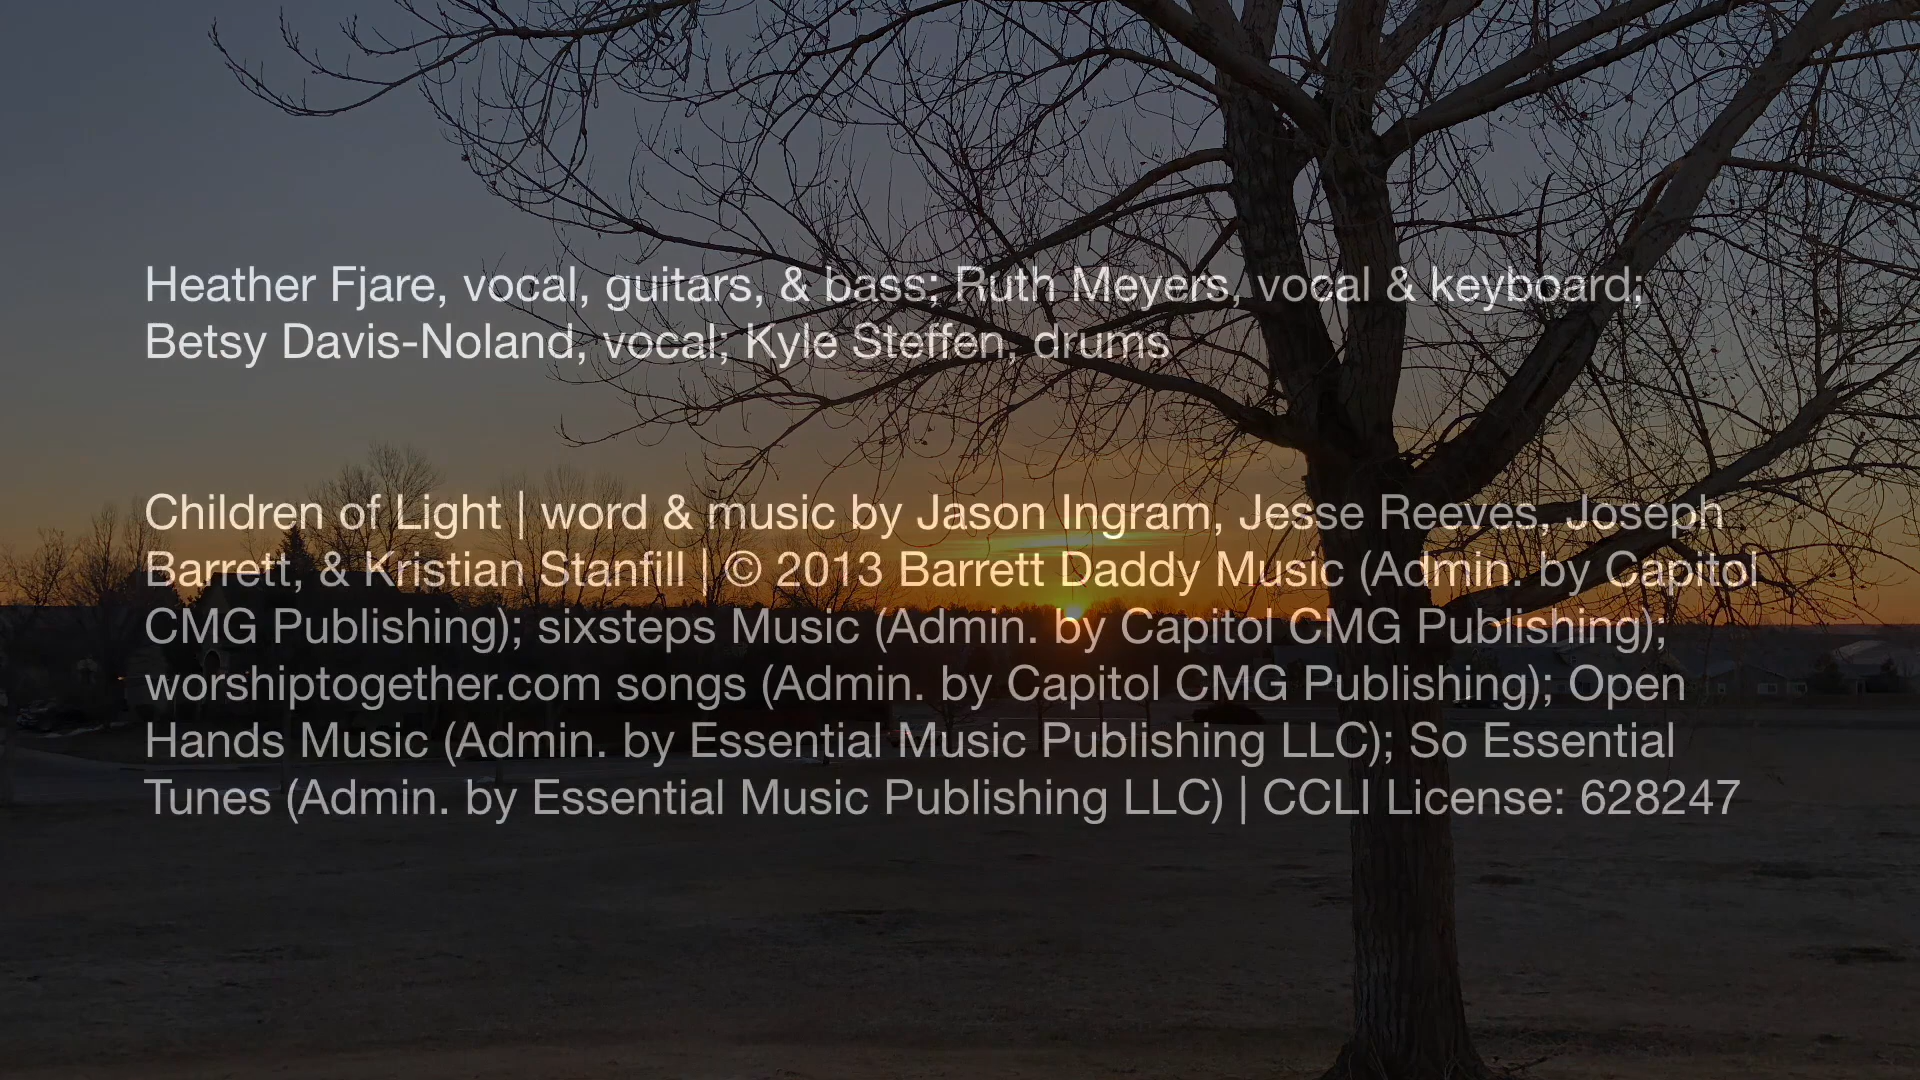 Heather Fjare, vocal, guitars, & bass; Ruth Meyers, vocal & keyboard;
Betsy Davis-Noland, vocal; Kyle Steffen, drums
Children of Light | word & music by Jason Ingram, Jesse Reeves, Joseph
Barrett, & Kristian Stanfill | © 2013 Barrett Daddy Music (Admin. by Capitol
CMG Publishing); sixsteps Music (Admin. by Capitol CMG Publishing);
worshiptogether.com songs (Admin. by Capitol CMG Publishing); Open
Hands Music (Admin. by Essential Music Publishing LLC); So Essential
Tunes (Admin. by Essential Music Publishing LLC) | CCLI License: 628247